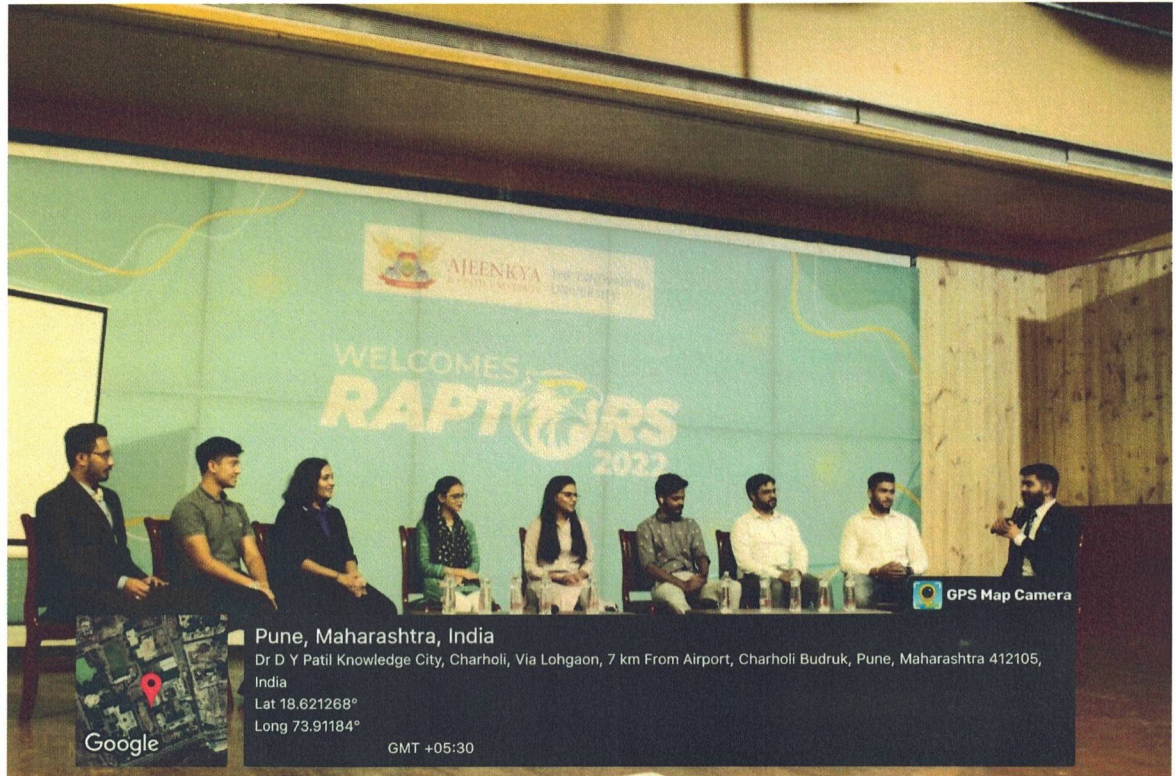 AJEENKYA
WELCOMES
RAPTORS
2022
GPS Map Camera
Pune, Maharashtra, India
Dr D Y Patil Knowledge City, Charholi, Via Lohgaon, 7 km From Airport, Charholi Budruk, Pune, Maharashtra 412105,
India
Lat 18.621268°
Long 73.91184°
GMT +05:30
Google